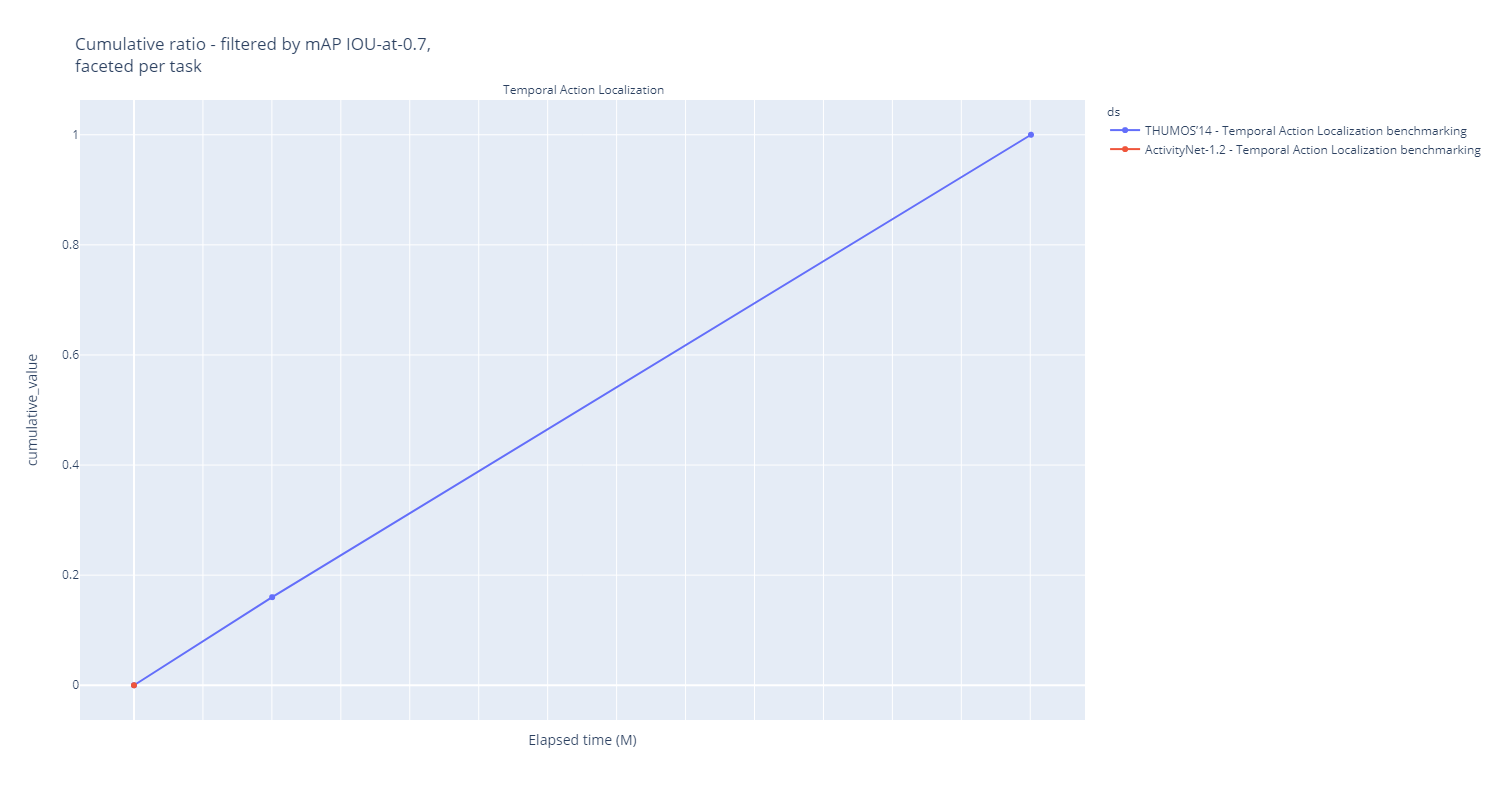 Cumulative ratio - filtered by mAP IOU-at-0.7,
faceted per task
Temporal Action Localization
ds
THUMOS’14 - Temporal Action Localization benchmarking
ActivityNet-1.2 - Temporal Action Localization benchmarking
1
0.8
0.6
0.4
0.2
0
cumulative_value
Elapsed time (M)